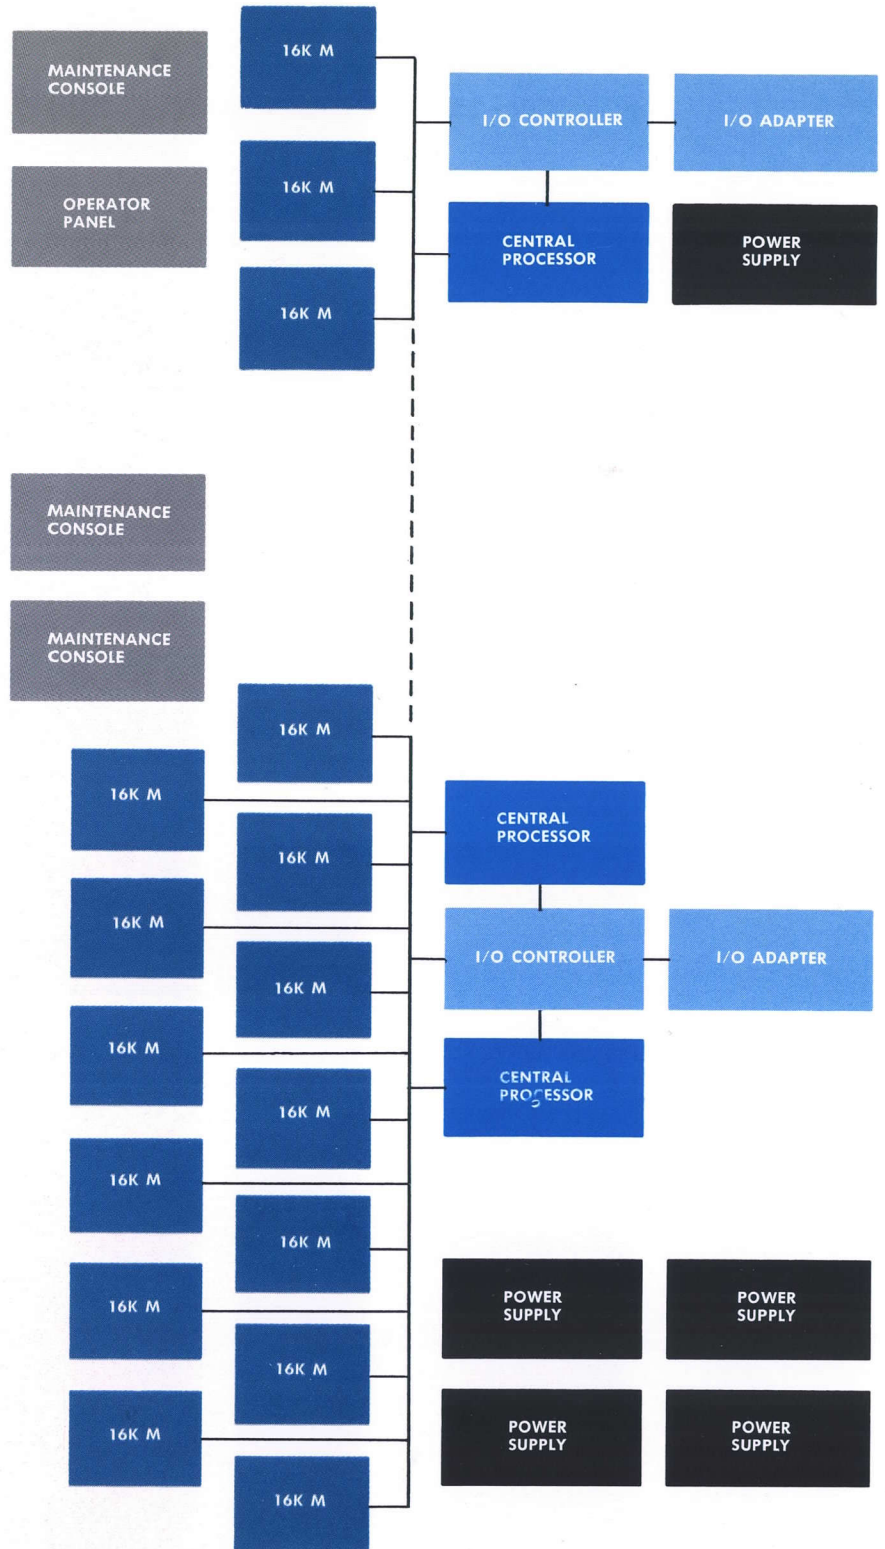 MAINTENANCE
CONSOLE
OPERATOR
PANEL
16K M
16K M
16K M
I/O CONTROLLER
I/O ADAPTER
CENTRAL
PROCESSOR
POWER
SUPPLY
MAINTENANCE
CONSOLE
MAINTENANCE
CONSOLE
16K M
16K M
16K M
16K M
16K M
16K M
16K M
16K M
16K M
16K M
16K M
16K M
16K M
CENTRAL
PROCESSOR
I/O CONTROLLER
I/O ADAPTER
CENTRAL
PROCESSOR
POWER
SUPPLY
POWER
SUPPLY
POWER
SUPPLY
POWER
SUPPLY